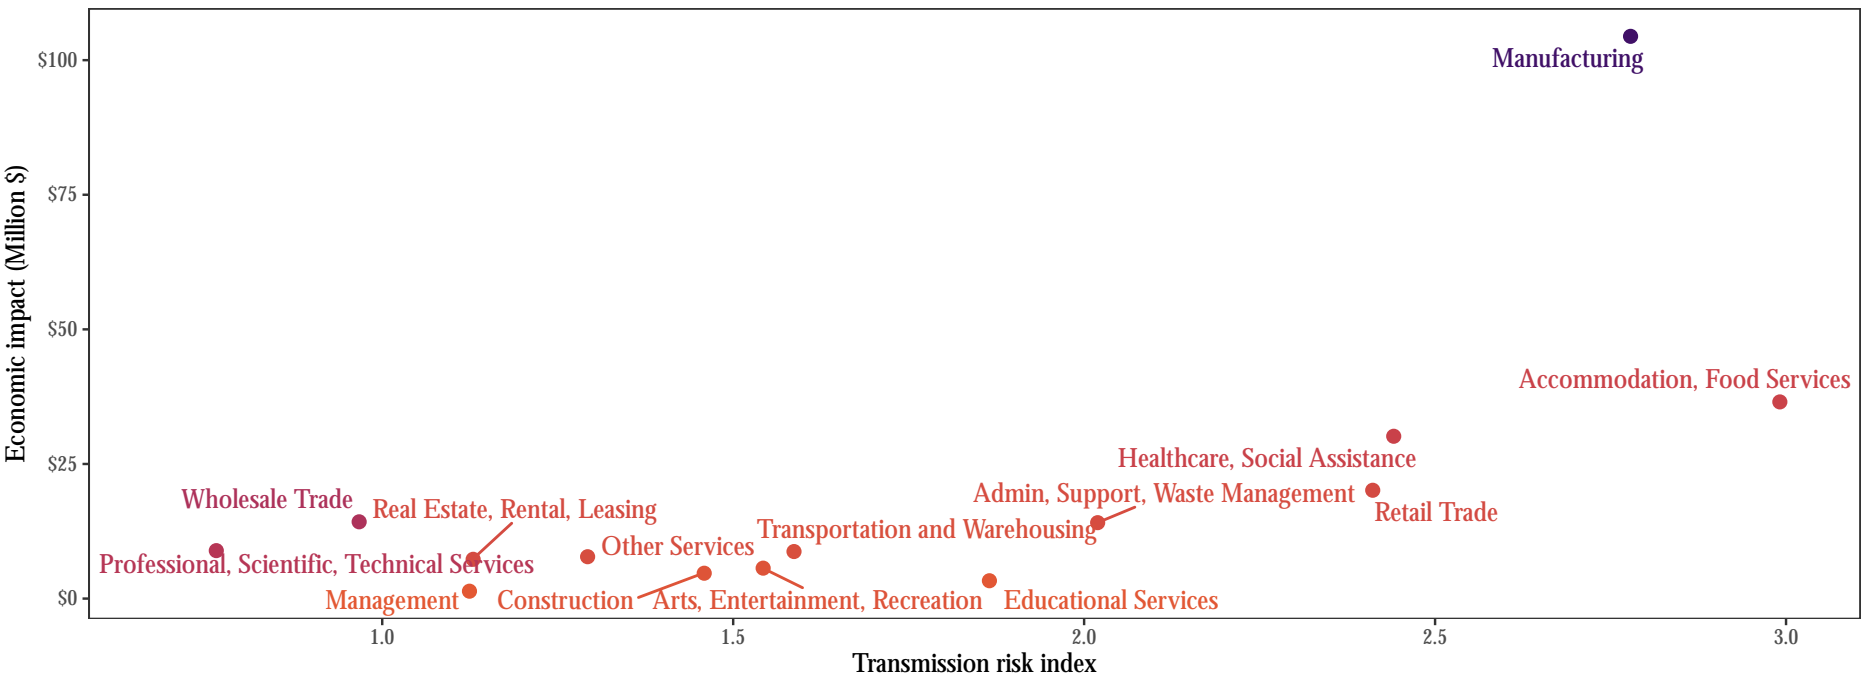 Economic impact (Million $)
$100
$75
$50
$25
$0
Manufacturing
Accommodation, Food Services
Healthcare, Social Assistance
Admin, Support, Waste Management
Retail Trade
Wholesale Trade
Real Estate, Rental, Leasing
Transportation and Warehousing
Other Services
Professional, Scientific, Technical Services
Management
Construction
Arts, Entertainment, Recreation
Educational Services
1.0
1.5
2.0
2.5
3.0
Transmission risk index